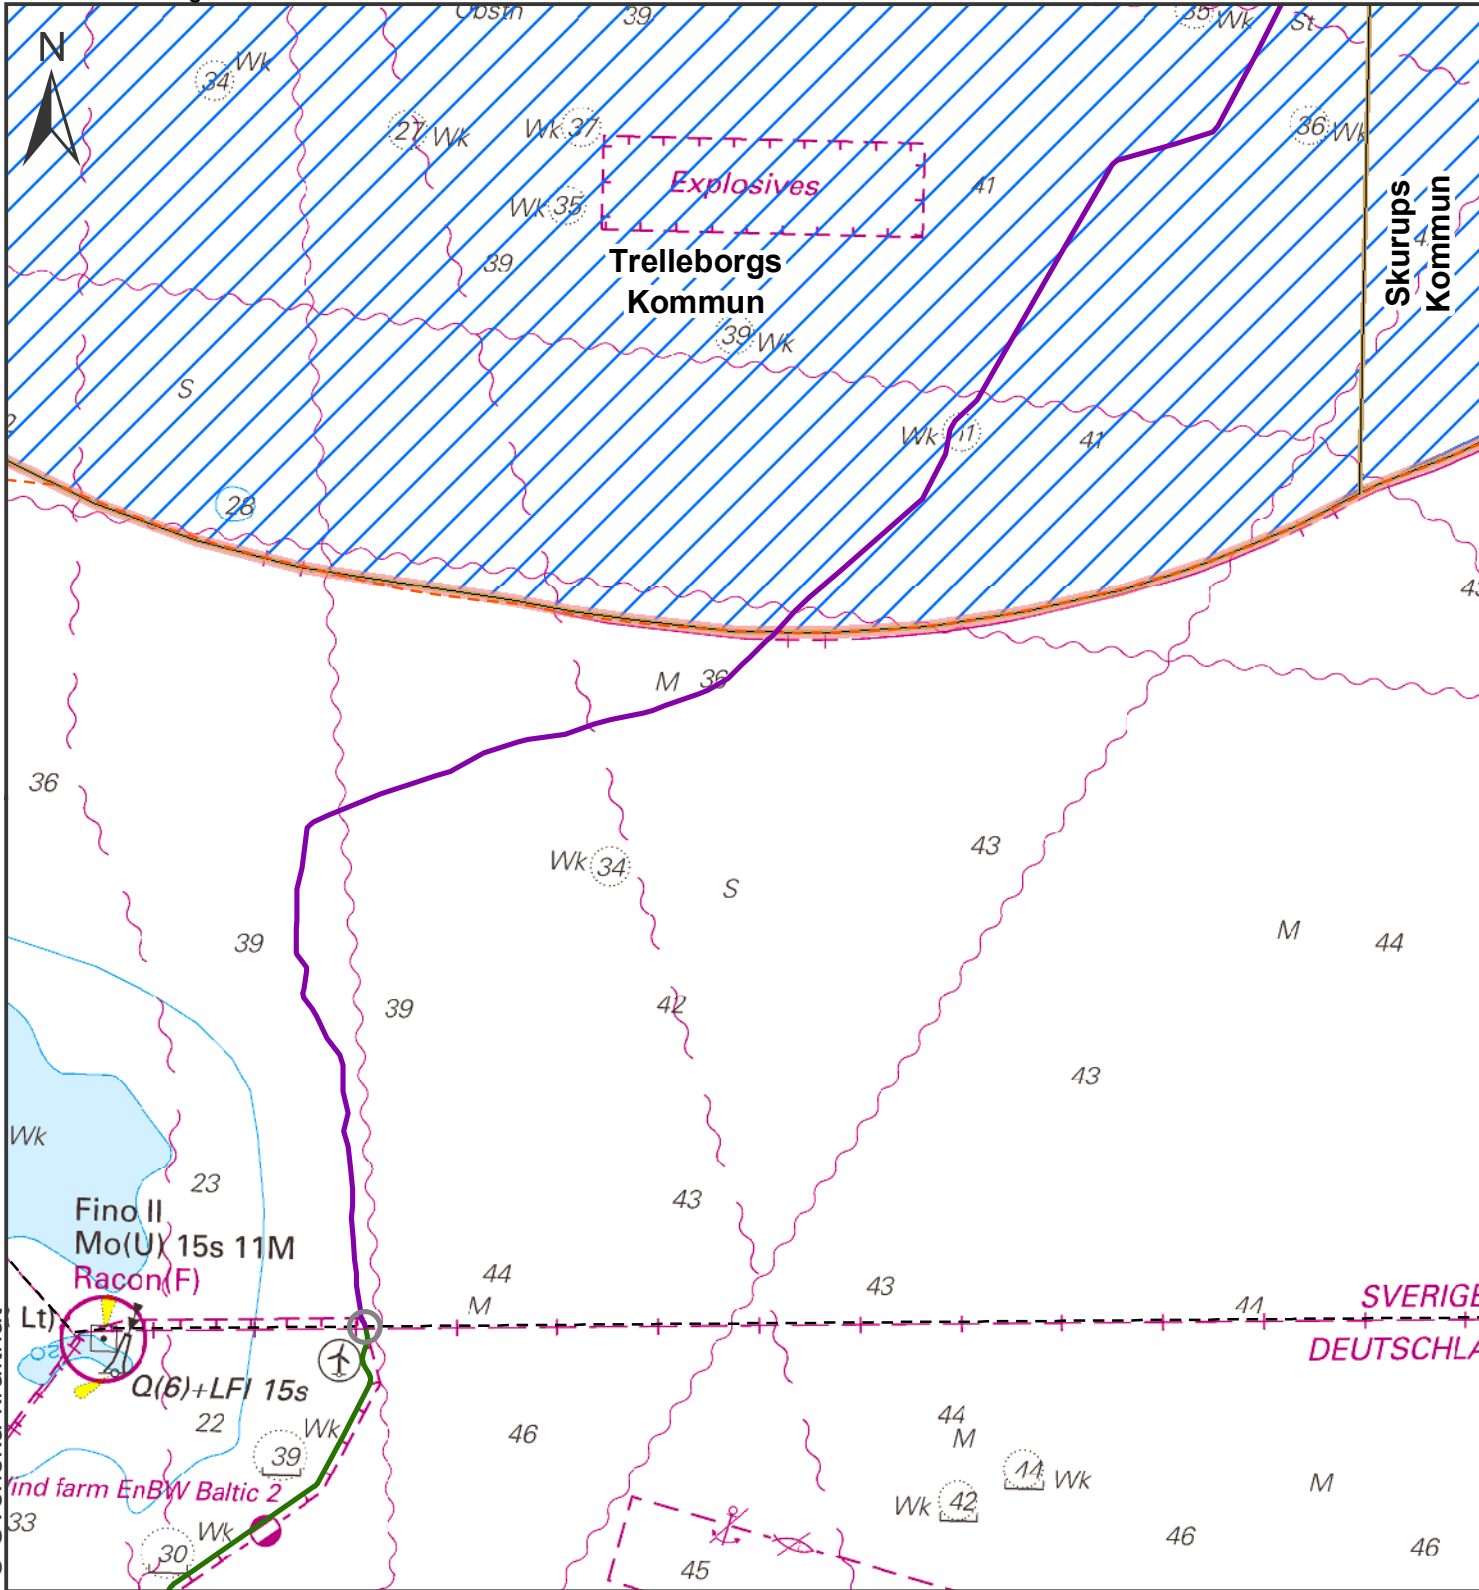 Obstn
39
35 Wk
St
N
34 Wk
27 Wk
Wk 37
36 Wk
Explosives
41
Wk 35
Skurups
Kommun
39
Trelleborgs
Kommun
39 Wk
S
Wk
41
28
M 36
36
43
Wk 34
S
39
M
44
39
42
43
Wk
23
43
Fino II
Mo(U) 15s 11M
Racon(F)
44
43
M
44
SVERIGE
Lt)
DEUTSCHLA
Q(6)+LFl 15s
22
Wk
39
46
44
M
44 Wk
Wind farm EnBW Baltic 2
Wk 42
M
33
Wk
30
45
46
46